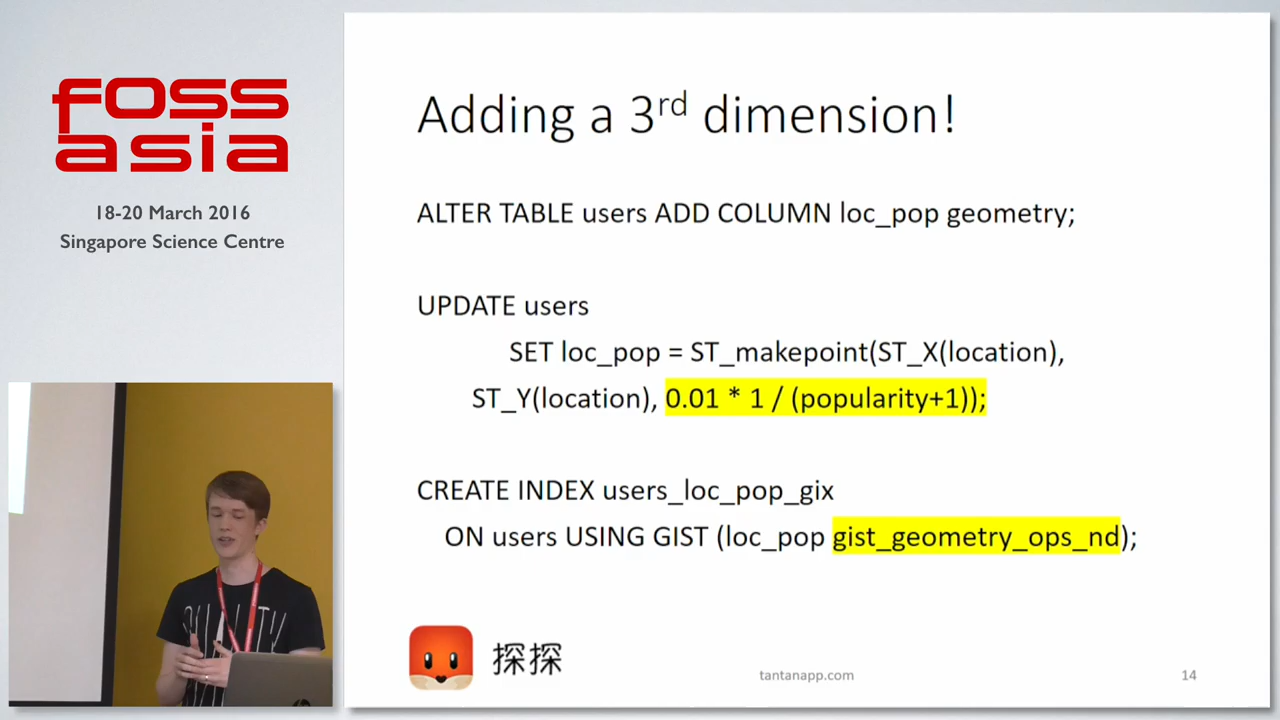 foss
asia
18-20 March 2016
Singapore Science Centre
Adding a 3rd dimension!
ALTER TABLE users ADD COLUMN loc_pop geometry;
UPDATE users
SET loc_pop = ST_makepoint(ST_X(location),
ST_Y(location), 0.01 * 1 / (popularity+1));
CREATE INDEX users_loc_pop_gix
ON users USING GIST (loc_pop gist_geometry_ops_nd);
探探
tantanapp.com
14